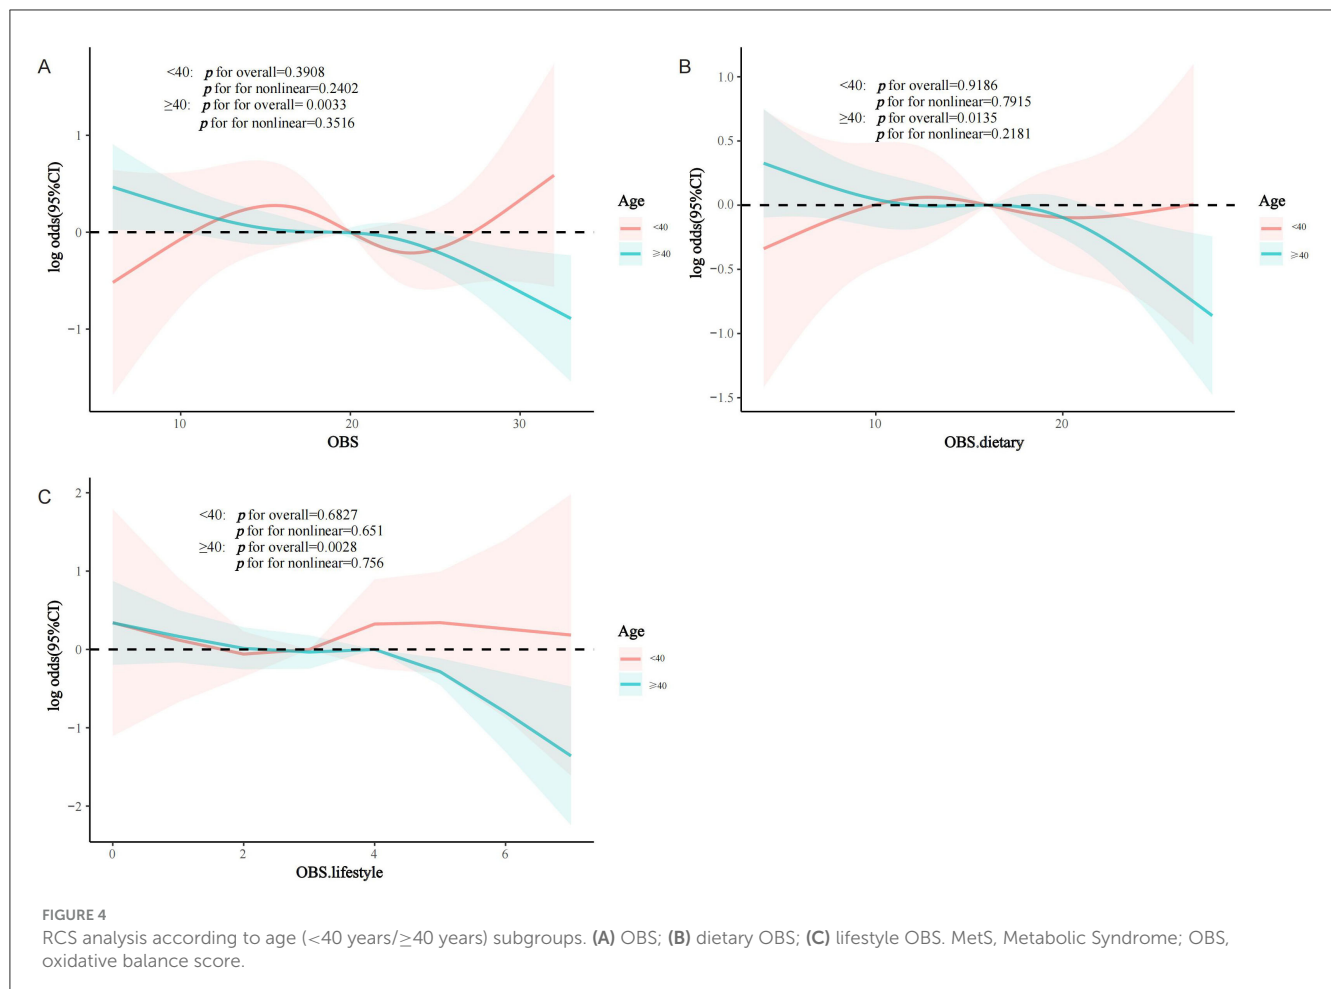 A
<40: p for overall=0.3908
p for nonlinear=0.2402
≥40: p for for overall= 0.0033
p for for nonlinear=0.3516
log odds(95%CI)
1
0
−1
10 20 30
OBS
Age
<40
≥40
B
<40: p for overall=0.9186
p for nonlinear=0.7915
≥40: p for overall=0.0135
p for for nonlinear=0.2181
log odds(95%CI)
1.0
0.5
0.0
−0.5
−1.0
−1.5
10 20
OBS.dietary
Age
<40
≥40
C
<40: p for overall=0.6827
p for for nonlinear=0.651
≥40: p for overall=0.0028
p for for nonlinear=0.756
log odds(95%CI)
2
1
0
−1
−2
0 2 4 6
OBS.lifestyle
Age
<40
≥40
FIGURE 4
RCS analysis according to age (<40 years/≥40 years) subgroups. (A) OBS; (B) dietary OBS; (C) lifestyle OBS. MetS, Metabolic Syndrome; OBS,
oxidative balance score.